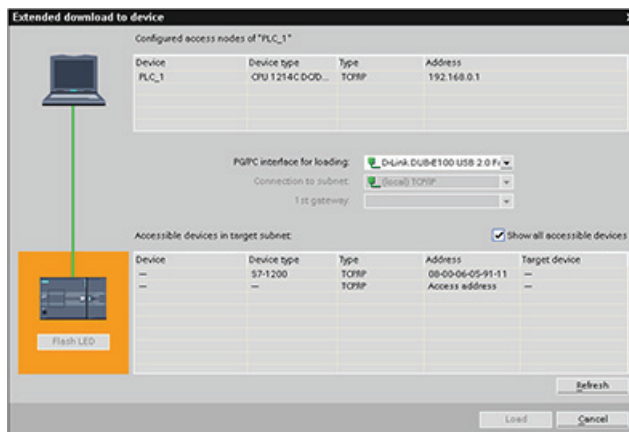 Extended download to device
Configured access nodes of "PLC_1"
Device Device type Type Address
PLC_1 CPU 1214C DC/D... TCP/IP 192.168.0.1
PG/PC interface for loading: D-Link DUB-E100 USB 2.0 Fa
Connection to subnet: (local) TCP/IP
1st gateway:
Accessible devices in target subnet: Show all accessible devices
Device Device type Type Address Target device
— S7-1200 TCP/IP 08-00-06-05-91-11 —
— — TCP/IP Access address —
Flash LED
Refresh
Load Cancel